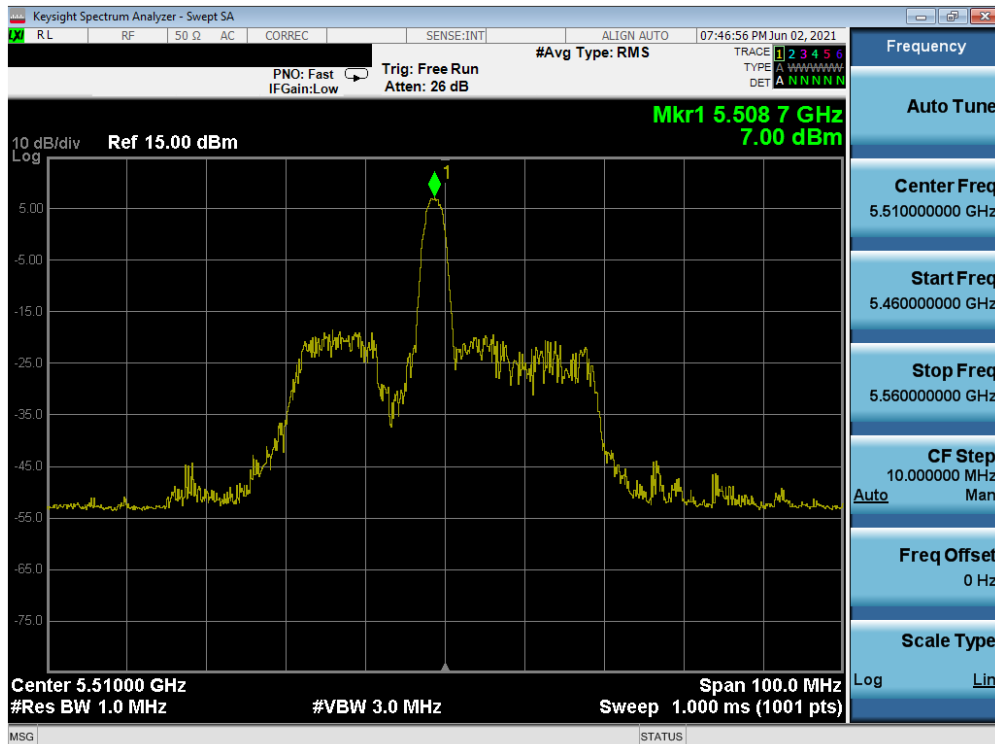 Keysight Spectrum Analyzer - Swept SA
LXI RL RF 50 Ω AC CORREC SENSE:INT ALIGN AUTO 07:46:56 PM Jun 02, 2021
PNO: Fast
IFGain:Low
Trig: Free Run
Atten: 26 dB
#Avg Type: RMS
TRACE 1 2 3 4 5 6
TYPE A WWWWW
DET A N N N N N
Mkr1 5.508 7 GHz
7.00 dBm
10 dB/div
Log
Ref 15.00 dBm
1
5.00
-5.00
-15.0
-25.0
-35.0
-45.0
-55.0
-65.0
-75.0
Center 5.51000 GHz
Span 100.0 MHz
#Res BW 1.0 MHz
#VBW 3.0 MHz
Sweep 1.000 ms (1001 pts)
MSG
STATUS
Frequency
Auto Tune
Center Freq
5.510000000 GHz
Start Freq
5.460000000 GHz
Stop Freq
5.560000000 GHz
CF Step
10.000000 MHz
Auto Man
Freq Offset
0 Hz
Scale Type
Log Lin